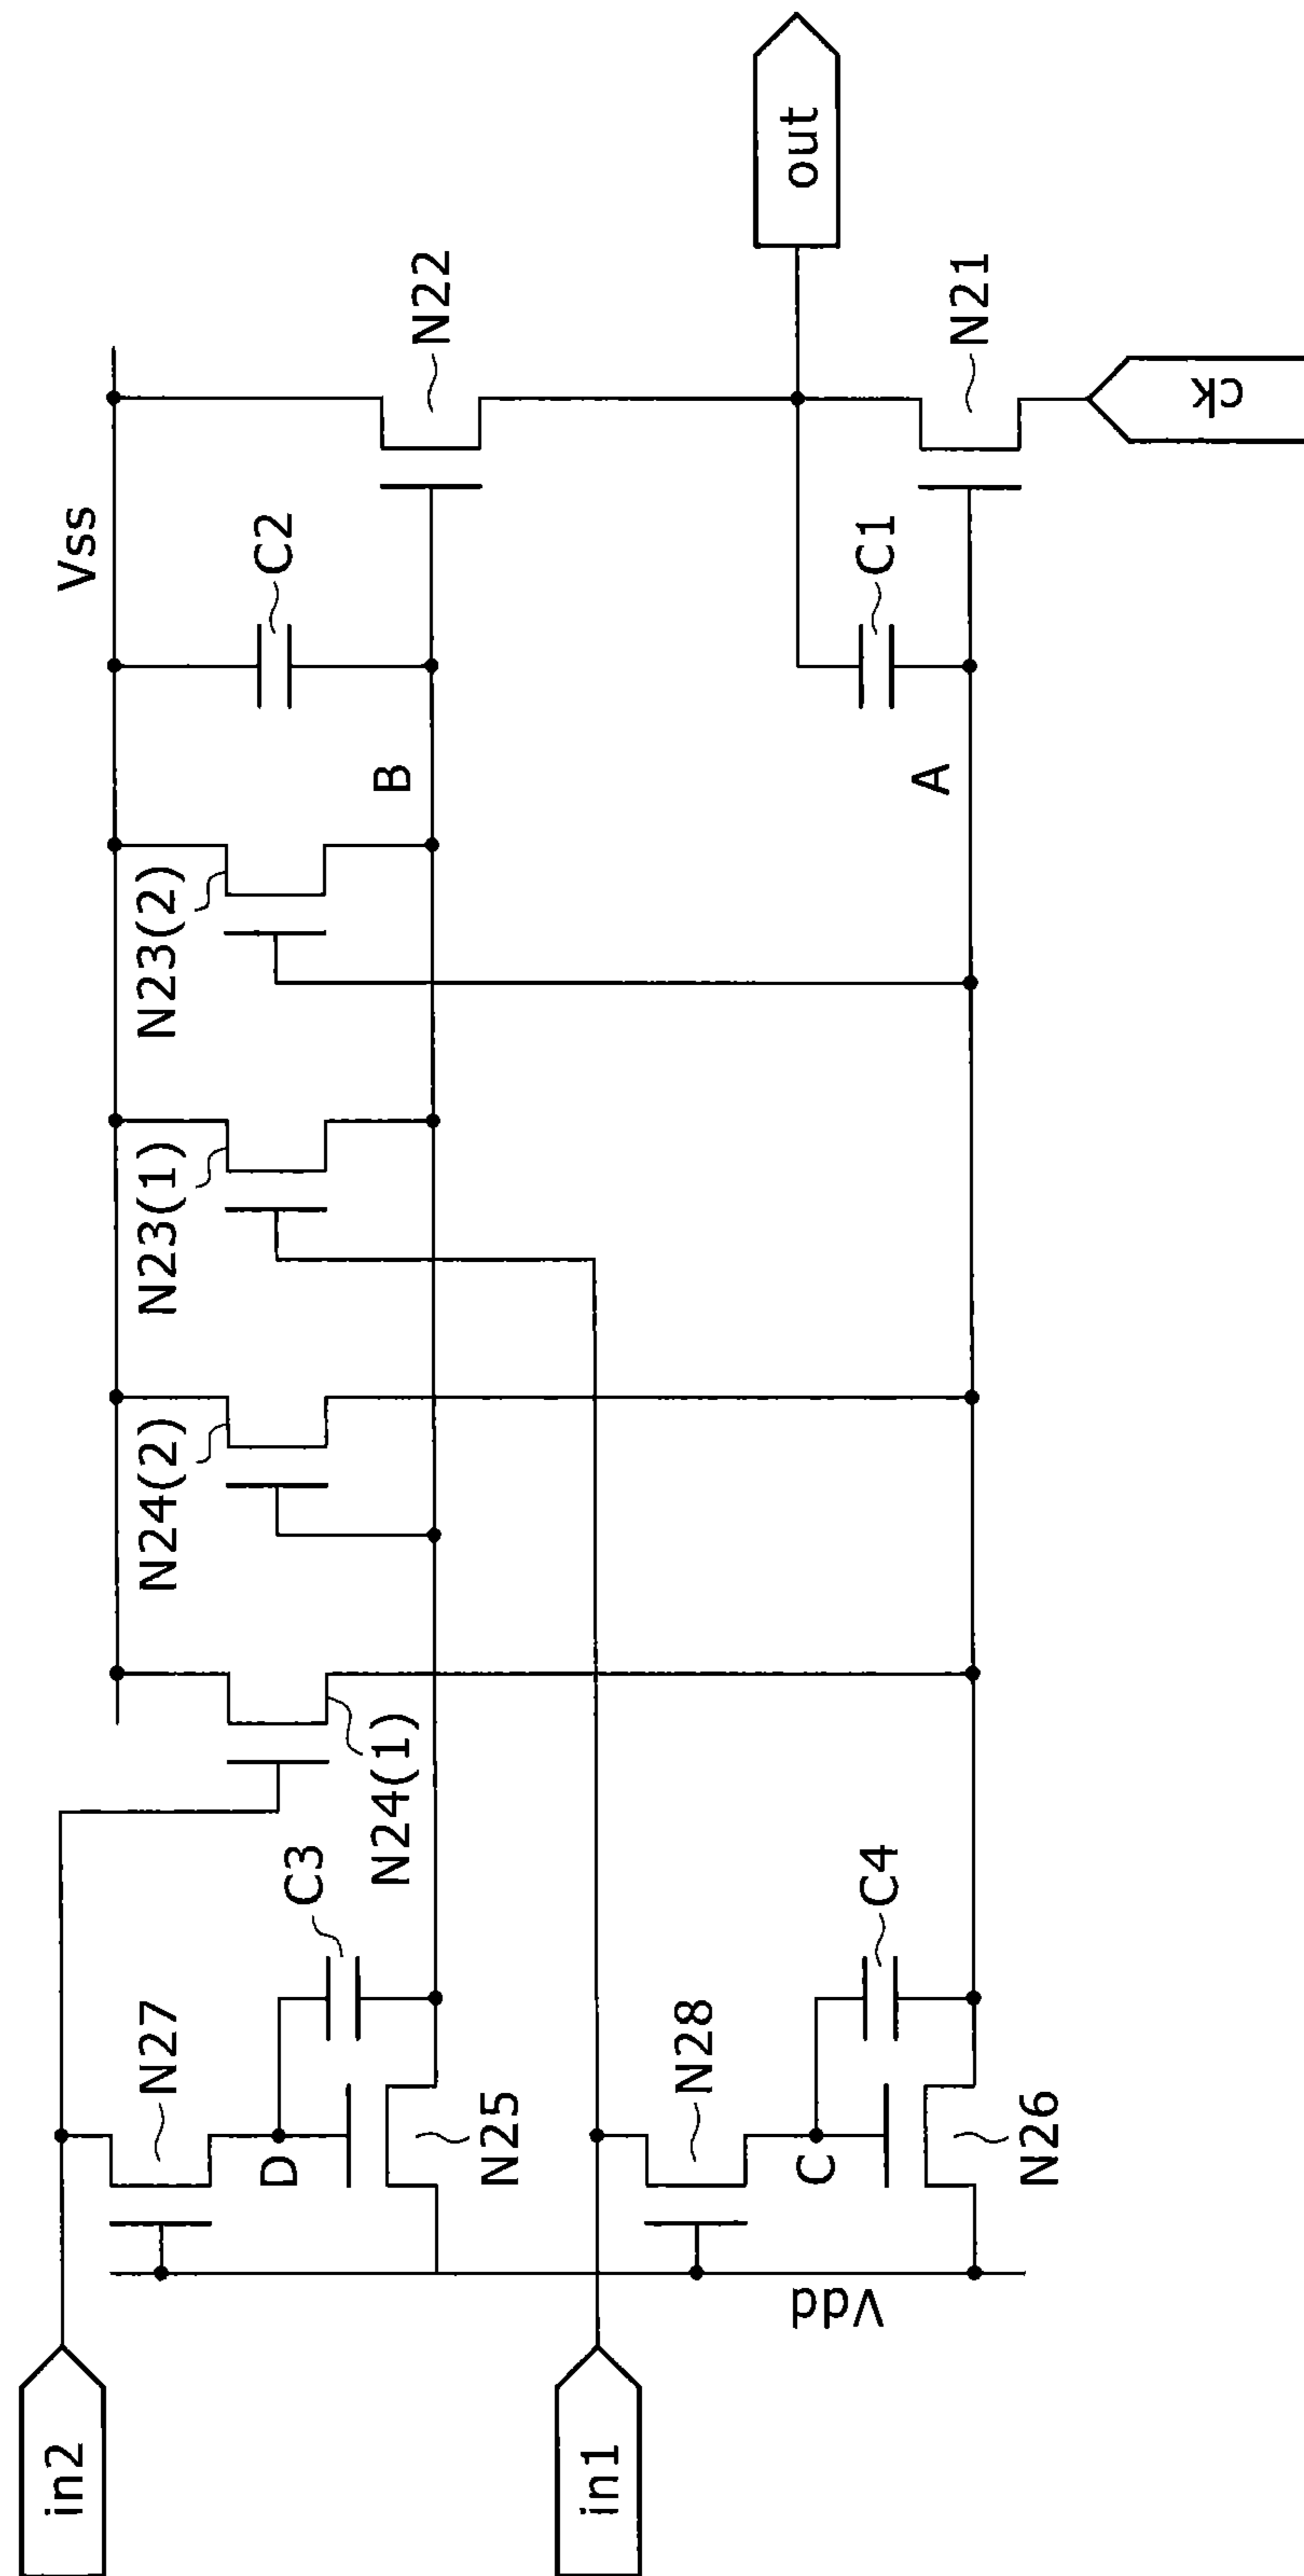 out
N22
N21
ck
Vss
C2
C1
B
A
N23(2)
N23(1)
N24(2)
N24(1)
C3
C4
N27
N28
D
N25
C
N26
Vdd
in2
in1